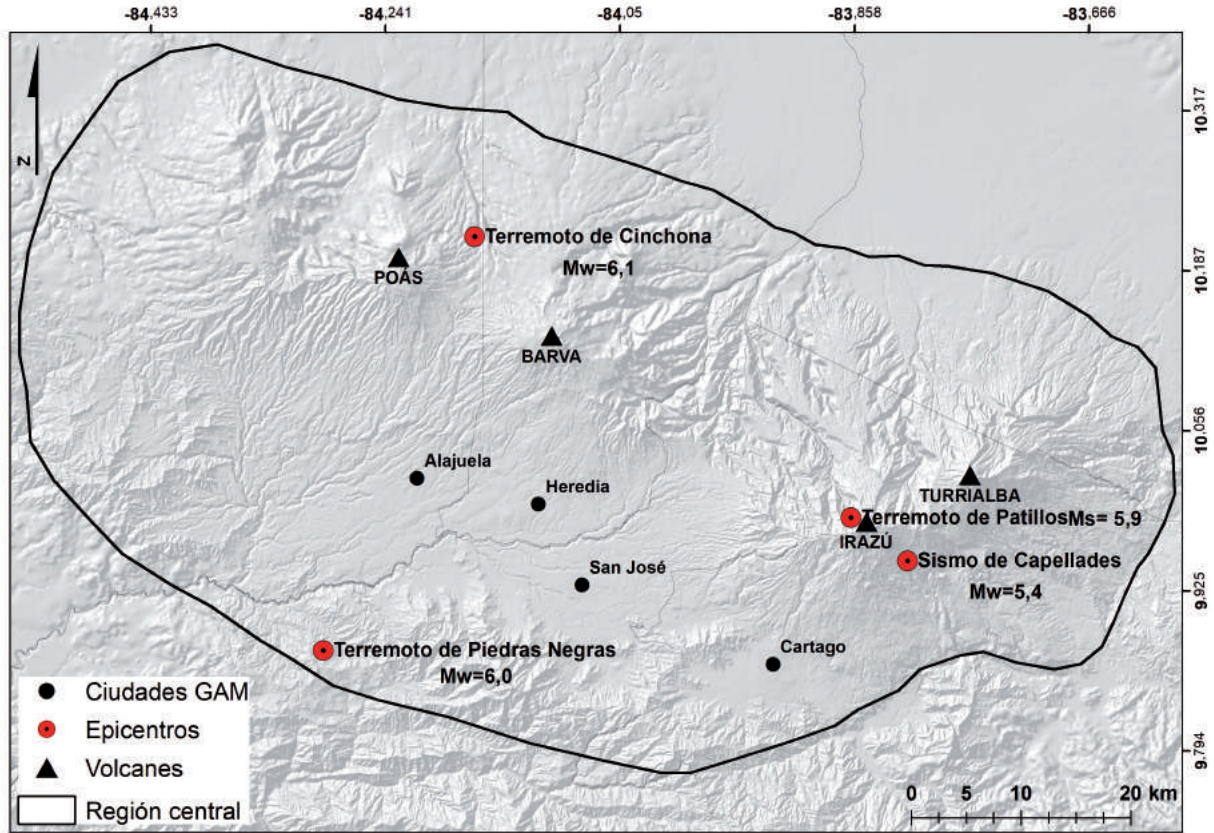 -84,433 -84,241 -84,05 -83,858 -83,666
10,317
10,187
10,056
9,925
9,794
N
Terremoto de Cinchona
Mw=6,1
POÁS
BARVA
Alajuela
Heredia
TURRIALBA
Terremoto de Patillos Ms= 5,9
IRAZÚ
Sismo de Capellades
Mw=5,4
San José
Terremoto de Piedras Negras
Mw=6,0
Cartago
Ciudades GAM
Epicentros
Volcanes
Región central
0 5 10 20 km